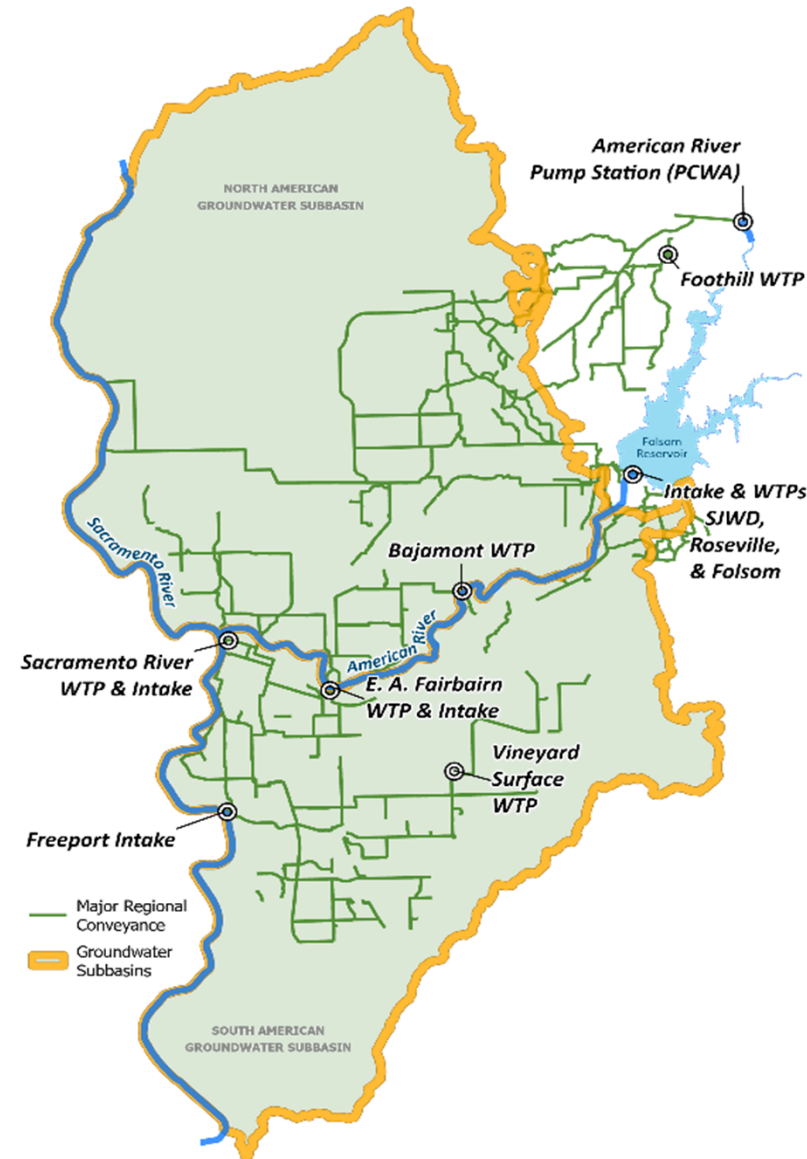 American River
Pump Station (PCWA)
NORTH AMERICAN
GROUNDWATER SUBBASIN
Foothill WTP
Folsom
Reservoir
Intake & WTPs
SJWD,
Roseville,
& Folsom
Sacramento River
Bajamont WTP
American River
Sacramento River
WTP & Intake
E. A. Fairbairn
WTP & Intake
Vineyard
Surface
WTP
Freeport Intake
Major Regional
Conveyance
Groundwater
Subbasins
SOUTH AMERICAN
GROUNDWATER SUBBASIN